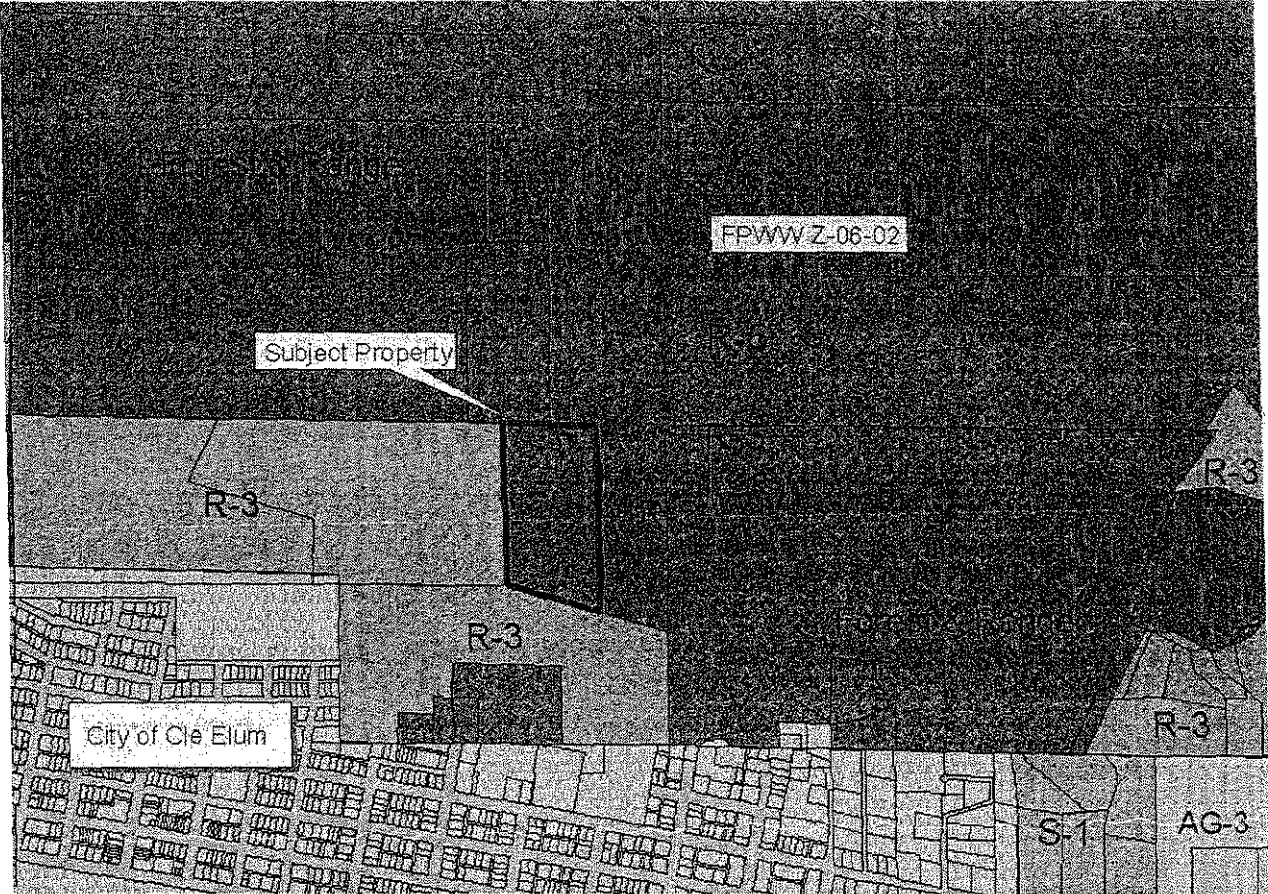 FPWW Z-06-02
Subject Property
R-3
R-3
R-3
City of Cle Elum
R-3
S-1
AG-3